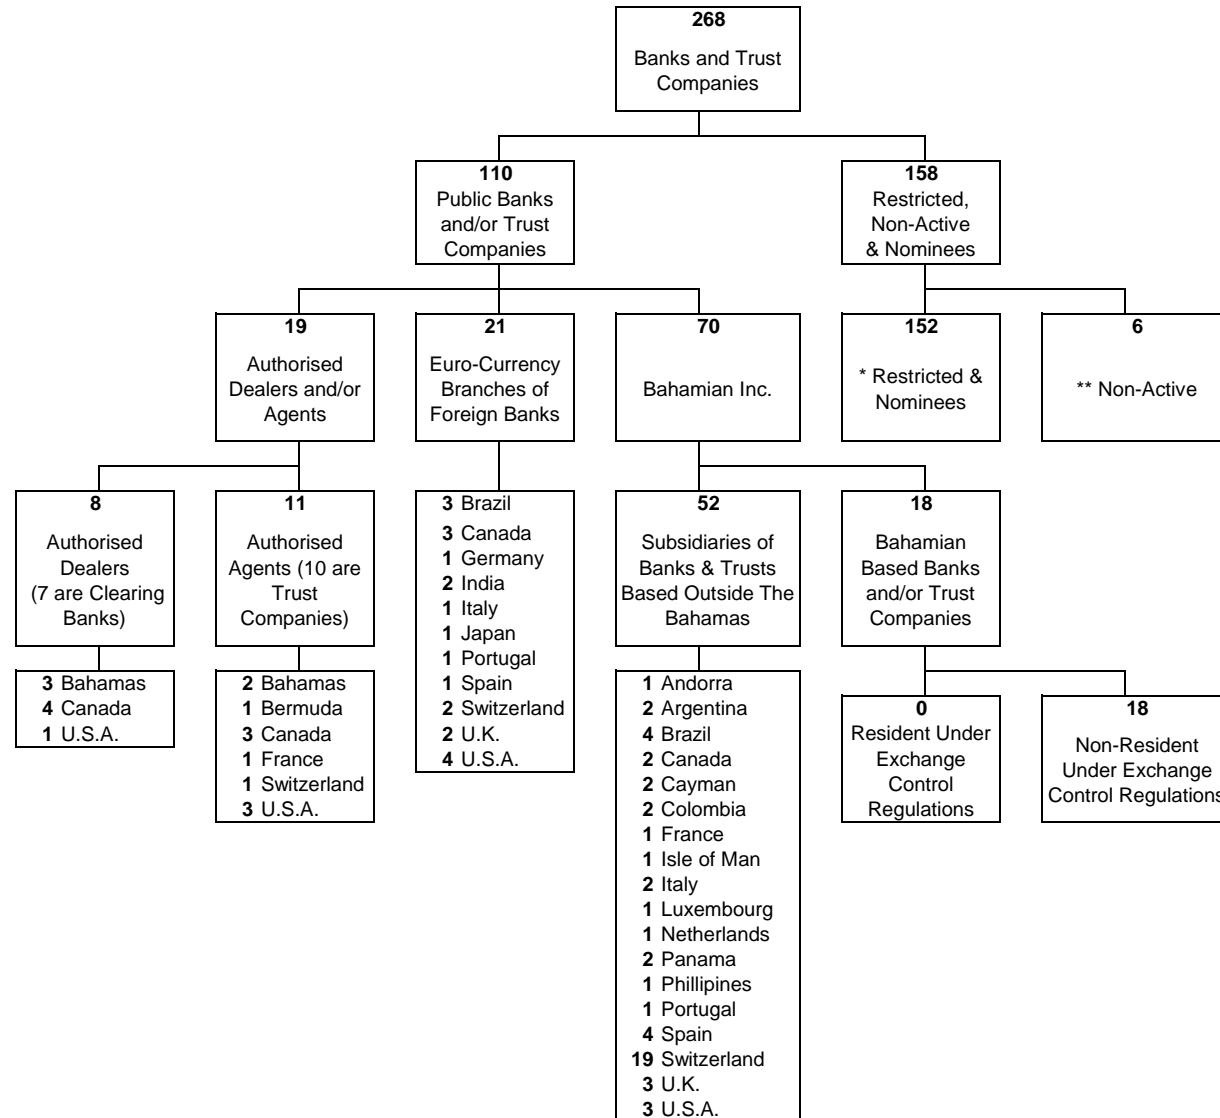 268
Banks and Trust
Companies
110
Public Banks
and/or Trust
Companies
158
Restricted,
Non-Active
& Nominees
19
Authorised
Dealers and/or
Agents
21
Euro-Currency
Branches of
Foreign Banks
70
Bahamian Inc.
152
* Restricted &
Nominees
6
** Non-Active
8
Authorised
Dealers
(7 are Clearing
Banks)
11
Authorised
Agents (10 are
Trust
Companies)
3 Brazil
3 Canada
1 Germany
2 India
1 Italy
1 Japan
1 Portugal
1 Spain
2 Switzerland
2 U.K.
4 U.S.A.
52
Subsidiaries of
Banks & Trusts
Based Outside The
Bahamas
18
Bahamian
Based Banks
and/or Trust
Companies
3 Bahamas
4 Canada
1 U.S.A.
2 Bahamas
1 Bermuda
3 Canada
1 France
1 Switzerland
3 U.S.A.
1 Andorra
2 Argentina
4 Brazil
2 Canada
2 Cayman
2 Colombia
1 France
1 Isle of Man
2 Italy
1 Luxembourg
1 Netherlands
2 Panama
1 Phillipines
1 Portugal
4 Spain
19 Switzerland
3 U.K.
3 U.S.A.
0
Resident Under
Exchange
Control
Regulations
18
Non-Resident
Under Exchange
Control Regulations